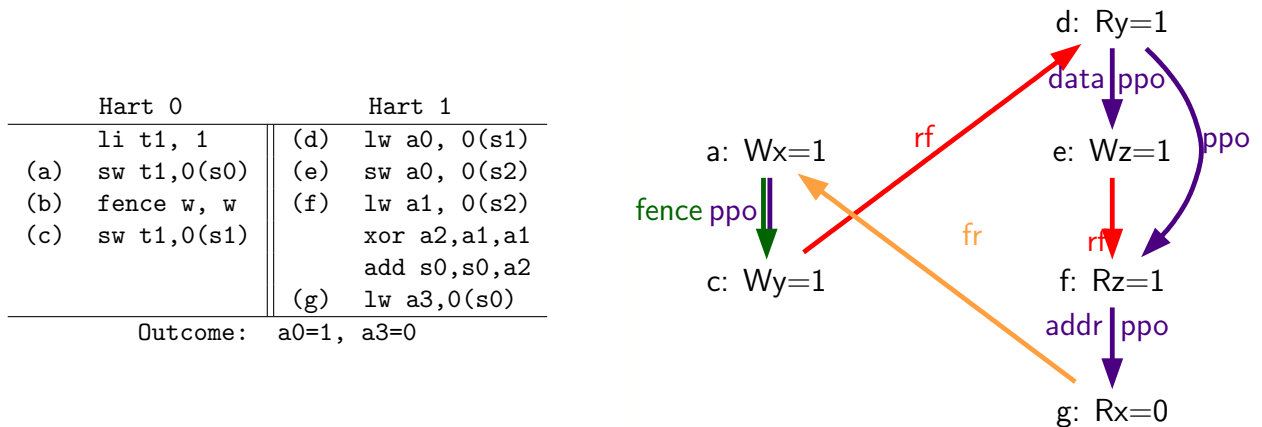 Hart 0 Hart 1
li t1, 1 (d) lw a0, 0(s1)
(a) sw t1,0(s0) (e) sw a0, 0(s2)
(b) fence w, w (f) lw a1, 0(s2)
(c) sw t1,0(s1) xor a2,a1,a1
add s0,s0,a2
(g) lw a3,0(s0)
Outcome: a0=1, a3=0
d: Ry=1
data ppo
rf
ppo
a: Wx=1
e: Wz=1
fence ppo
fr
rf
c: Wy=1
f: Rz=1
addr ppo
g: Rx=0